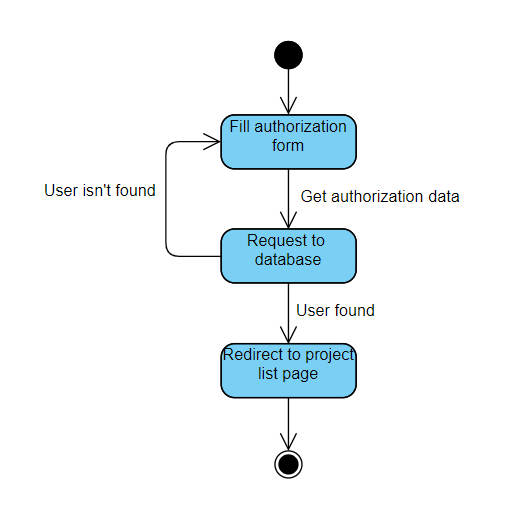 Fill authorization
form
User isn't found
Get authorization data
Request to
database
User found
Redirect to project
list page